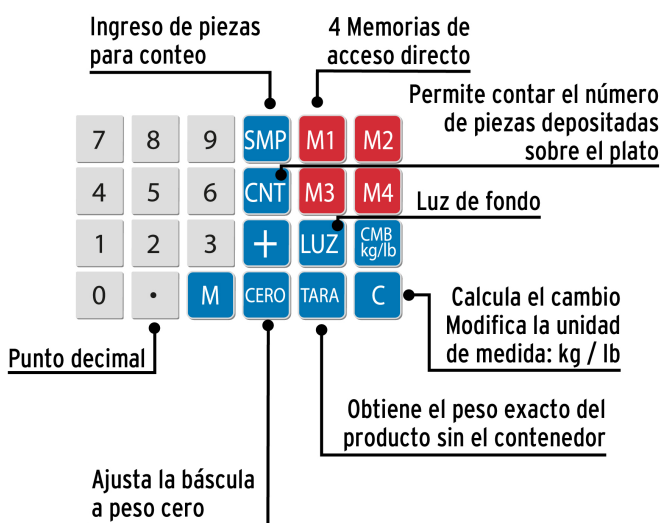 Ingreso de piezas
para conteo
4 Memorias de
acceso directo
Permite contar el número
de piezas depositadas
sobre el plato
7 8 9 SMP M1 M2
4 5 6 CNT M3 M4
Luz de fondo
1 2 3 + LUZ CMB
kg/lb
0 . M CERO TARA C
Calcula el cambio
Modifica la unidad
de medida: kg / lb
Punto decimal
Obtiene el peso exacto del
producto sin el contenedor
Ajusta la báscula
a peso cero